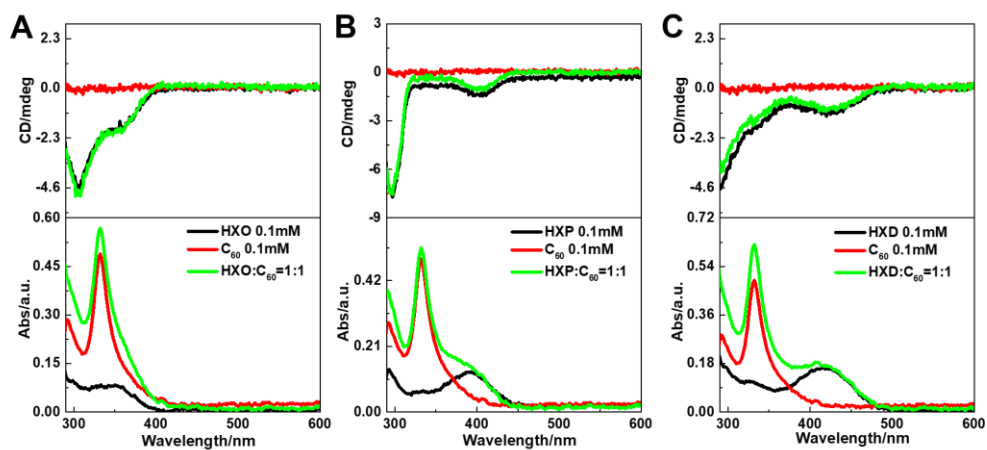 A
CD/mdeg
2.3
0.0
-2.3
-4.6
Abs/a.u.
0.60
0.45
0.30
0.15
0.00
HXO 0.1mM
C₆₀ 0.1mM
HXO:C₆₀=1:1
300 400 500 600
Wavelength/nm
B
CD/mdeg
3
0
-3
-6
-9
Abs/a.u.
0.42
0.21
0.00
HXP 0.1mM
C₆₀ 0.1mM
HXP:C₆₀=1:1
300 400 500 600
Wavelength/nm
C
CD/mdeg
2.3
0.0
-2.3
-4.6
Abs/a.u.
0.72
0.54
0.36
0.18
0.00
HXD 0.1mM
C₆₀ 0.1mM
HXD:C₆₀=1:1
300 400 500 600
Wavelength/nm